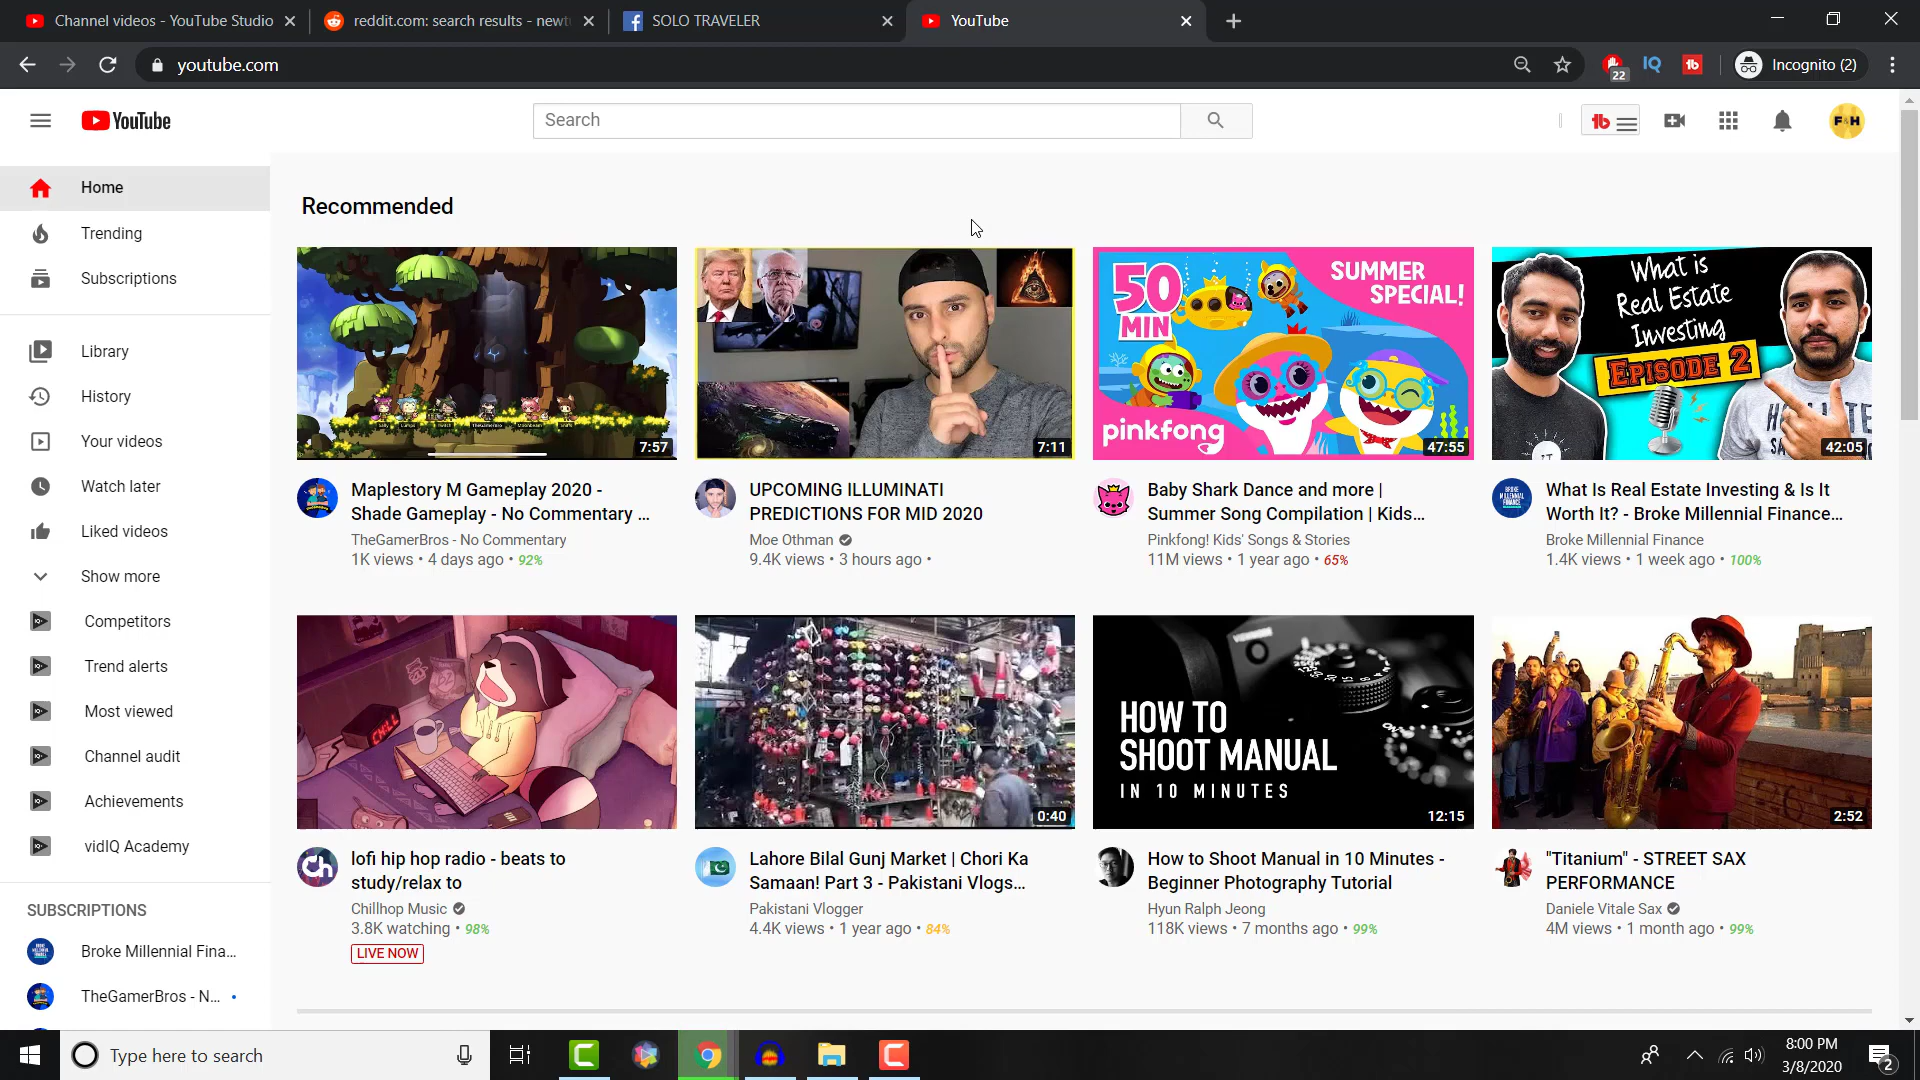 Channel videos - YouTube Studio
reddit.com: search results - newt
SOLO TRAVELER
YouTube
youtube.com
22
IQ
tb
Incognito (2)
YouTube
Search
tb
F&H
Home
Trending
Subscriptions
Library
History
Your videos
Watch later
Liked videos
Show more
Competitors
Trend alerts
Most viewed
Channel audit
Achievements
vidIQ Academy
SUBSCRIPTIONS
Broke Millennial Fina...
TheGamerBros - N...
Recommended
7:57
Maplestory M Gameplay 2020 -
Shade Gameplay - No Commentary ...
TheGamerBros - No Commentary
1K views • 4 days ago • 92%
7:11
UPCOMING ILLUMINATI
PREDICTIONS FOR MID 2020
Moe Othman
9.4K views • 3 hours ago •
50
MIN
SUMMER
SPECIAL!
pinkfong
47:55
Baby Shark Dance and more |
Summer Song Compilation | Kids...
Pinkfong! Kids' Songs & Stories
11M views • 1 year ago • 65%
What is
Real Estate
Investing
EPISODE 2
42:05
What Is Real Estate Investing & Is It
Worth It? - Broke Millennial Finance...
Broke Millennial Finance
1.4K views • 1 week ago • 100%
CHILL
lofi hip hop radio - beats to
study/relax to
Chillhop Music
3.8K watching • 98%
LIVE NOW
0:40
Lahore Bilal Gunj Market | Chori Ka
Samaan! Part 3 - Pakistani Vlogs...
Pakistani Vlogger
4.4K views • 1 year ago • 84%
HOW TO
SHOOT MANUAL
IN 10 MINUTES
12:15
How to Shoot Manual in 10 Minutes -
Beginner Photography Tutorial
Hyun Ralph Jeong
118K views • 7 months ago • 99%
2:52
"Titanium" - STREET SAX
PERFORMANCE
Daniele Vitale Sax
4M views • 1 month ago • 99%
Type here to search
8:00 PM
3/8/2020
2